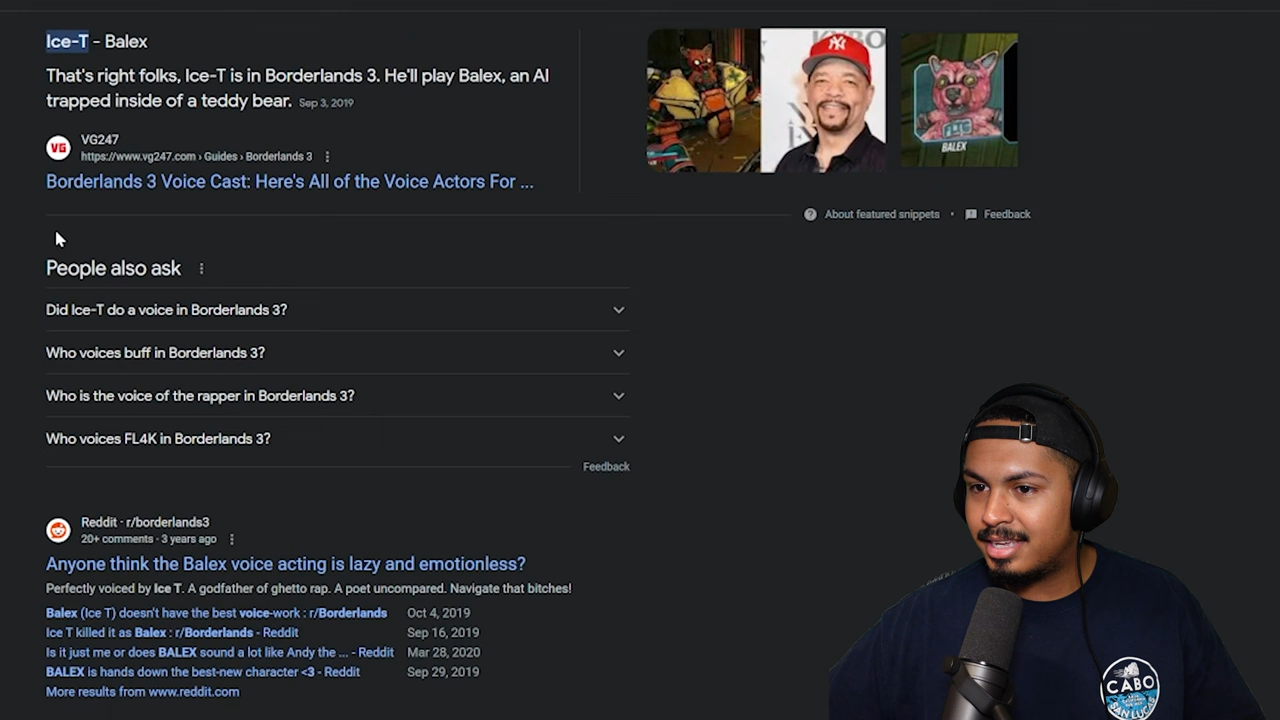 Ice-T - Balex
That's right folks, Ice-T is in Borderlands 3. He'll play Balex, an AI
trapped inside of a teddy bear. Sep 3, 2019
VG
VG247
https://www.vg247.com › Guides › Borderlands 3
Borderlands 3 Voice Cast: Here's All of the Voice Actors For ...
FL4C
BALEX
About featured snippets • Feedback
People also ask
Did Ice-T do a voice in Borderlands 3?
Who voices buff in Borderlands 3?
Who is the voice of the rapper in Borderlands 3?
Who voices FL4K in Borderlands 3?
Feedback
Reddit · r/borderlands3
20+ comments · 3 years ago
Anyone think the Balex voice acting is lazy and emotionless?
Perfectly voiced by Ice T. A godfather of ghetto rap. A poet uncompared. Navigate that bitches!
Balex (Ice T) doesn't have the best voice-work : r/Borderlands Oct 4, 2019
Ice T killed it as Balex : r/Borderlands - Reddit Sep 16, 2019
Is it just me or does BALEX sound a lot like Andy the ... - Reddit Mar 28, 2020
BALEX is hands down the best-new character <3 - Reddit Sep 29, 2019
More results from www.reddit.com
CABO
SAN LUCAS